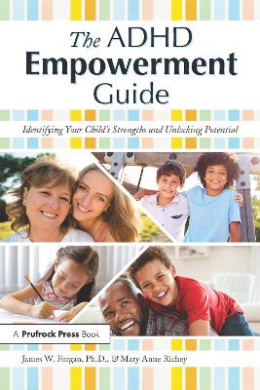 The ADHD
Empowerment
Guide
Identifying Your Child's Strengths and Unlocking Potential
A Prufrock Press Book
James W. Forgan, Ph.D., & Mary Anne Richey